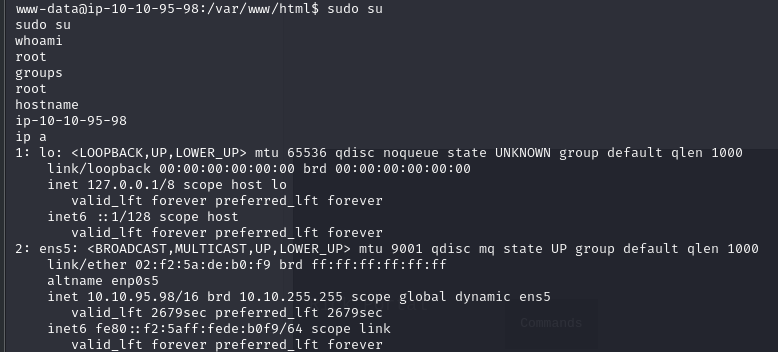 www-data@ip-10-10-95-98:/var/www/html$ sudo su
sudo su
whoami
root
groups
root
hostname
ip-10-10-95-98
ip a
1: lo: <LOOPBACK,UP,LOWER_UP> mtu 65536 qdisc noqueue state UNKNOWN group default qlen 1000
    link/loopback 00:00:00:00:00:00 brd 00:00:00:00:00:00
    inet 127.0.0.1/8 scope host lo
       valid_lft forever preferred_lft forever
    inet6 ::1/128 scope host
       valid_lft forever preferred_lft forever
2: ens5: <BROADCAST,MULTICAST,UP,LOWER_UP> mtu 9001 qdisc mq state UP group default qlen 1000
    link/ether 02:f2:5a:de:b0:f9 brd ff:ff:ff:ff:ff:ff
    altname enp0s5
    inet 10.10.95.98/16 brd 10.10.255.255 scope global dynamic ens5
       valid_lft 2679sec preferred_lft 2679sec
    inet6 fe80::f2:5aff:fede:b0f9/64 scope link
       valid_lft forever preferred_lft forever
Commands